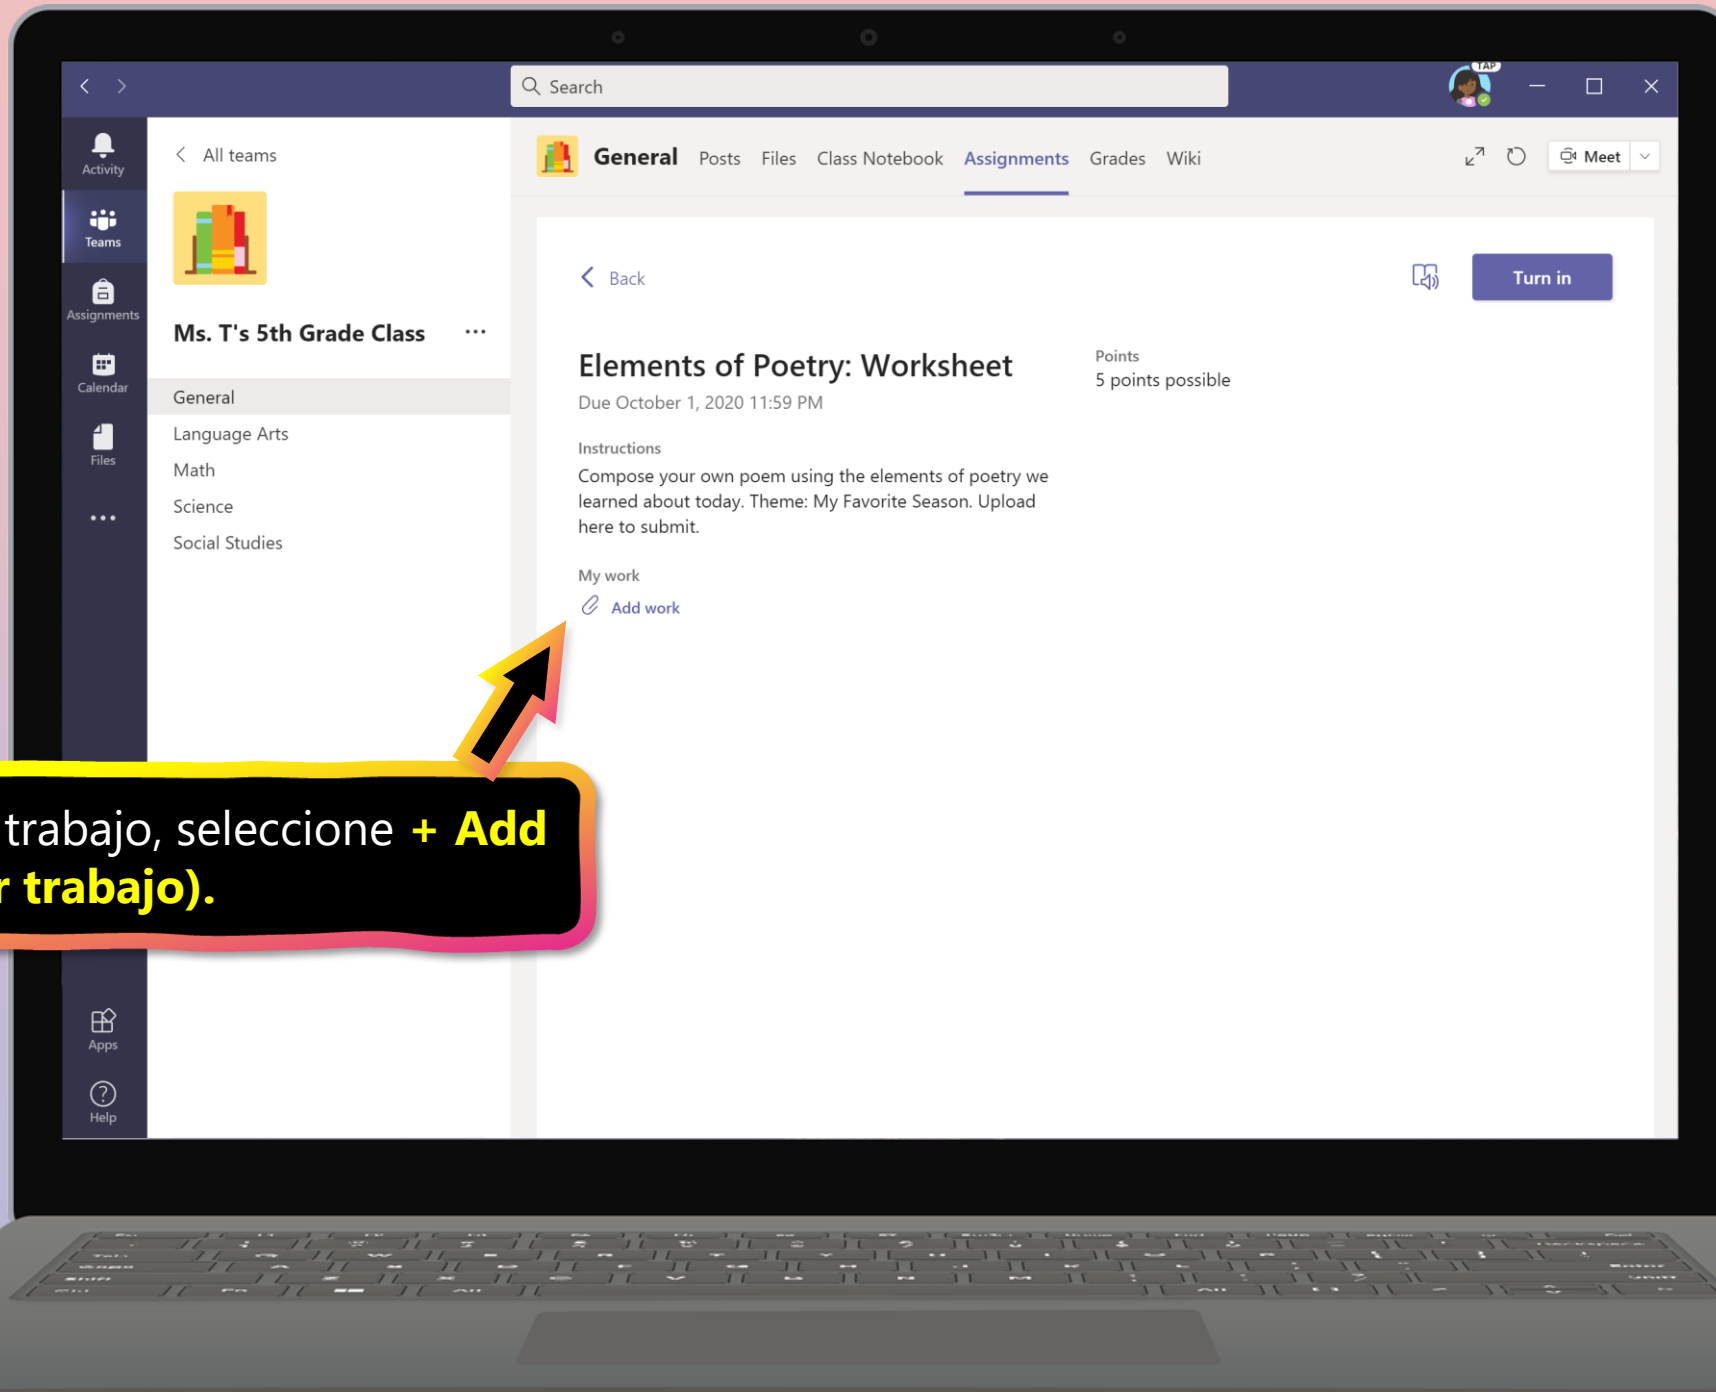 Search
TAP
Activity
Teams
Assignments
Calendar
Files
Apps
Help
All teams
Ms. T's 5th Grade Class
General
Language Arts
Math
Science
Social Studies
General Posts Files Class Notebook Assignments Grades Wiki
Meet
Back
Turn in
Elements of Poetry: Worksheet
Due October 1, 2020 11:59 PM
Points
5 points possible
Instructions
Compose your own poem using the elements of poetry we
learned about today. Theme: My Favorite Season. Upload
here to submit.
My work
Add work
trabajo, seleccione + Add
r trabajo).